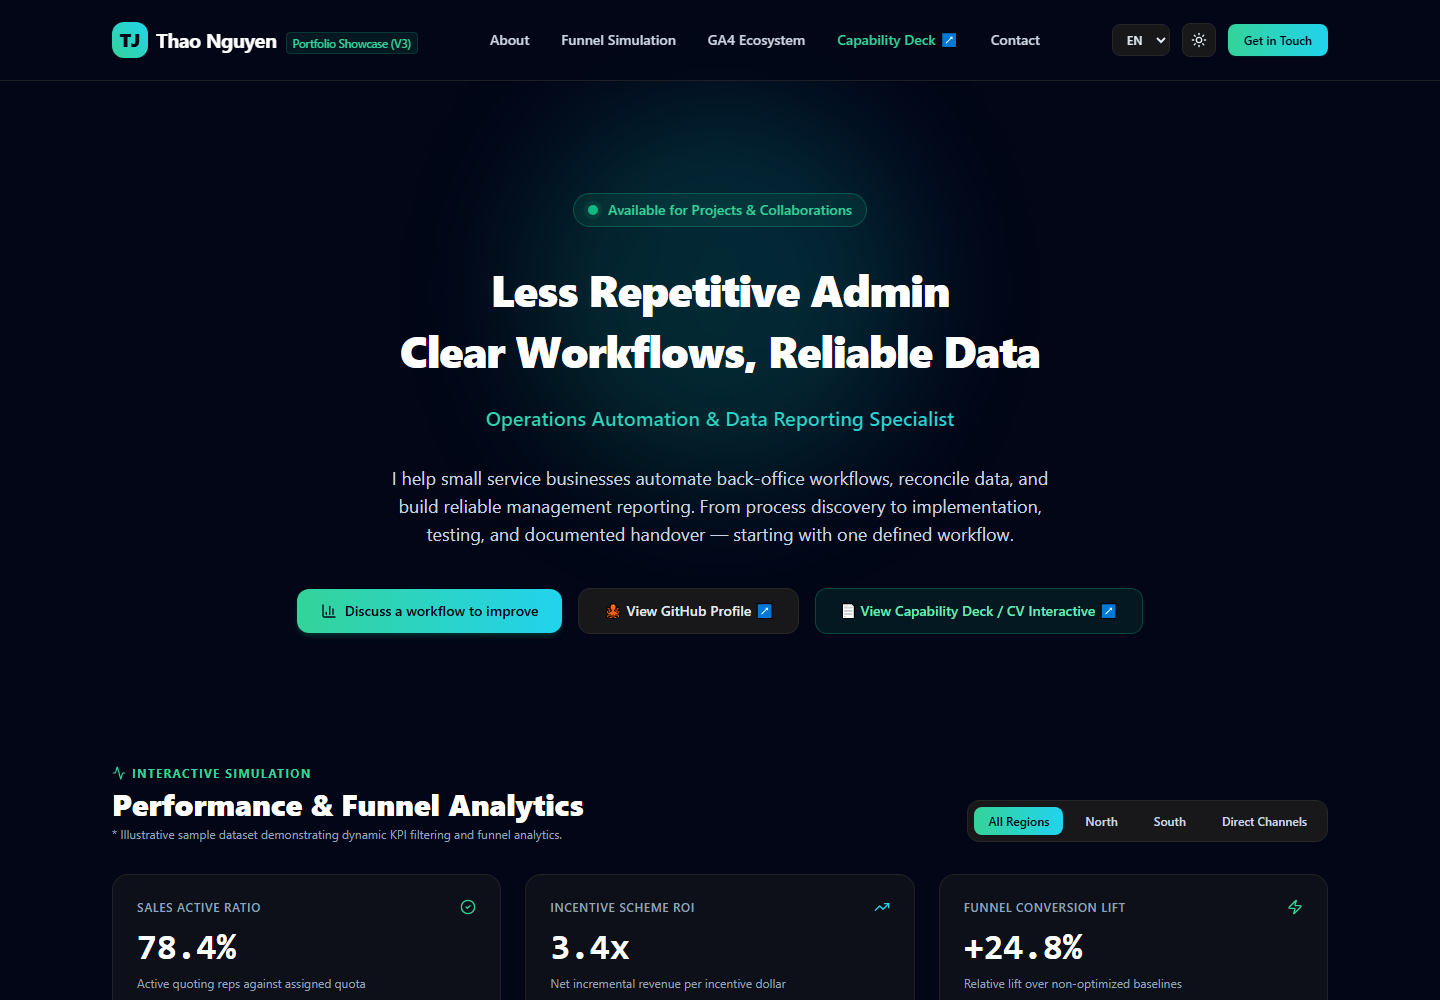 TJ Thao Nguyen Portfolio Showcase (V3) About Funnel Simulation GA4 Ecosystem Capability Deck ↗ Contact EN Get in Touch
Available for Projects & Collaborations
Less Repetitive Admin
Clear Workflows, Reliable Data
Operations Automation & Data Reporting Specialist
I help small service businesses automate back-office workflows, reconcile data, and
build reliable management reporting. From process discovery to implementation,
testing, and documented handover — starting with one defined workflow.
Discuss a workflow to improve
🐙 View GitHub Profile ↗
📄 View Capability Deck / CV Interactive ↗
INTERACTIVE SIMULATION
Performance & Funnel Analytics
* Illustrative sample dataset demonstrating dynamic KPI filtering and funnel analytics.
All Regions North South Direct Channels
SALES ACTIVE RATIO
78.4%
Active quoting reps against assigned quota
INCENTIVE SCHEME ROI
3.4x
Net incremental revenue per incentive dollar
FUNNEL CONVERSION LIFT
+24.8%
Relative lift over non-optimized baselines